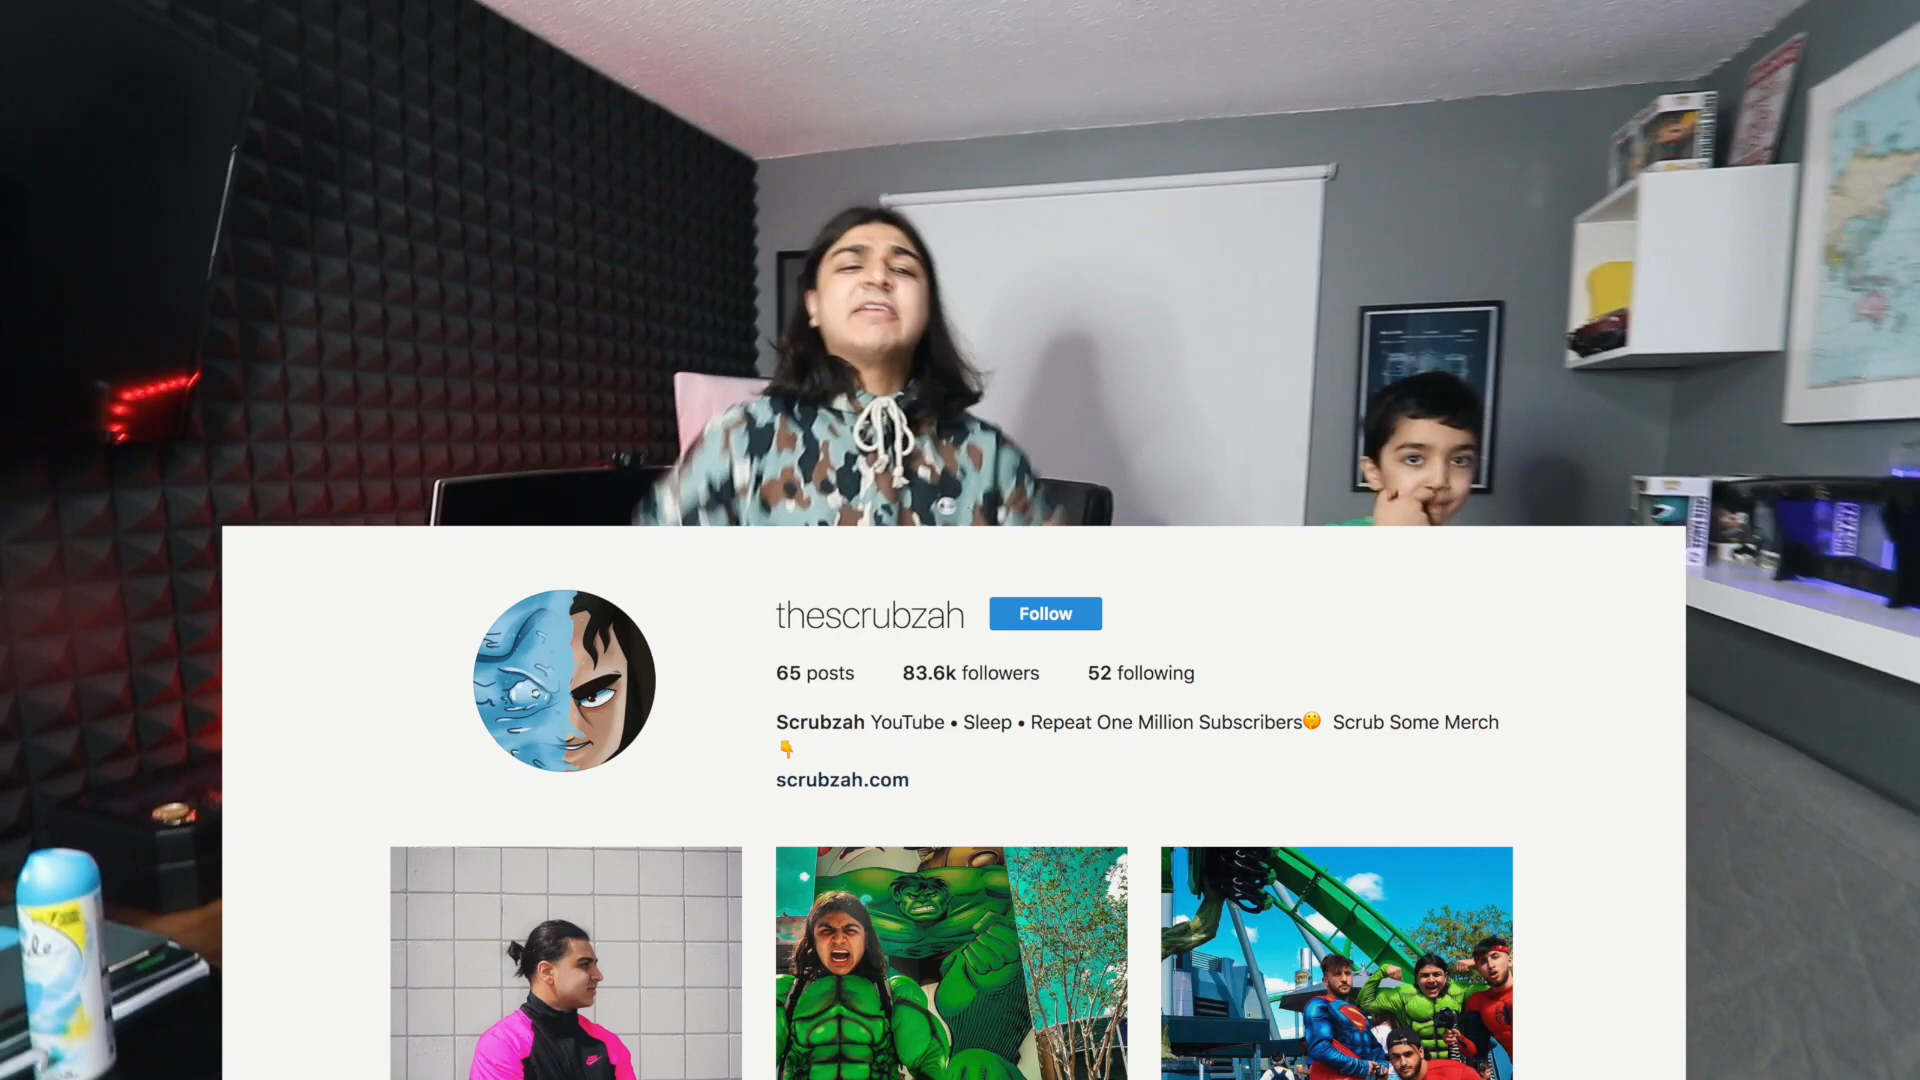 thescrubzah Follow
65 posts 83.6k followers 52 following
Scrubzah YouTube • Sleep • Repeat One Million Subscribers🤫 Scrub Some Merch
👇
scrubzah.com